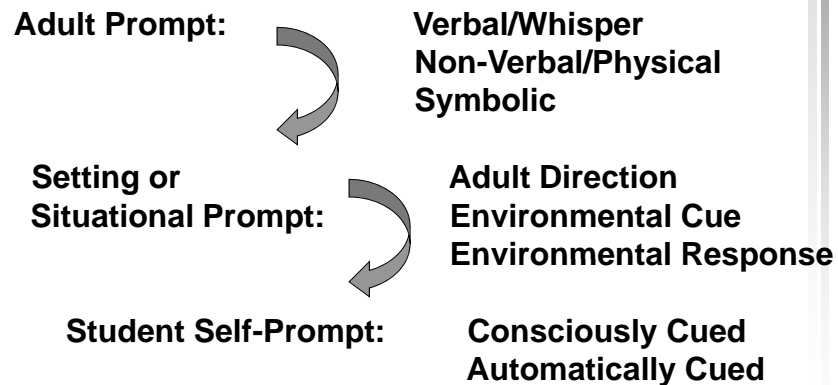 Adult Prompt: Verbal/Whisper
Non-Verbal/Physical
Symbolic
Setting or Adult Direction
Situational Prompt: Environmental Cue
Environmental Response
Student Self-Prompt: Consciously Cued
Automatically Cued